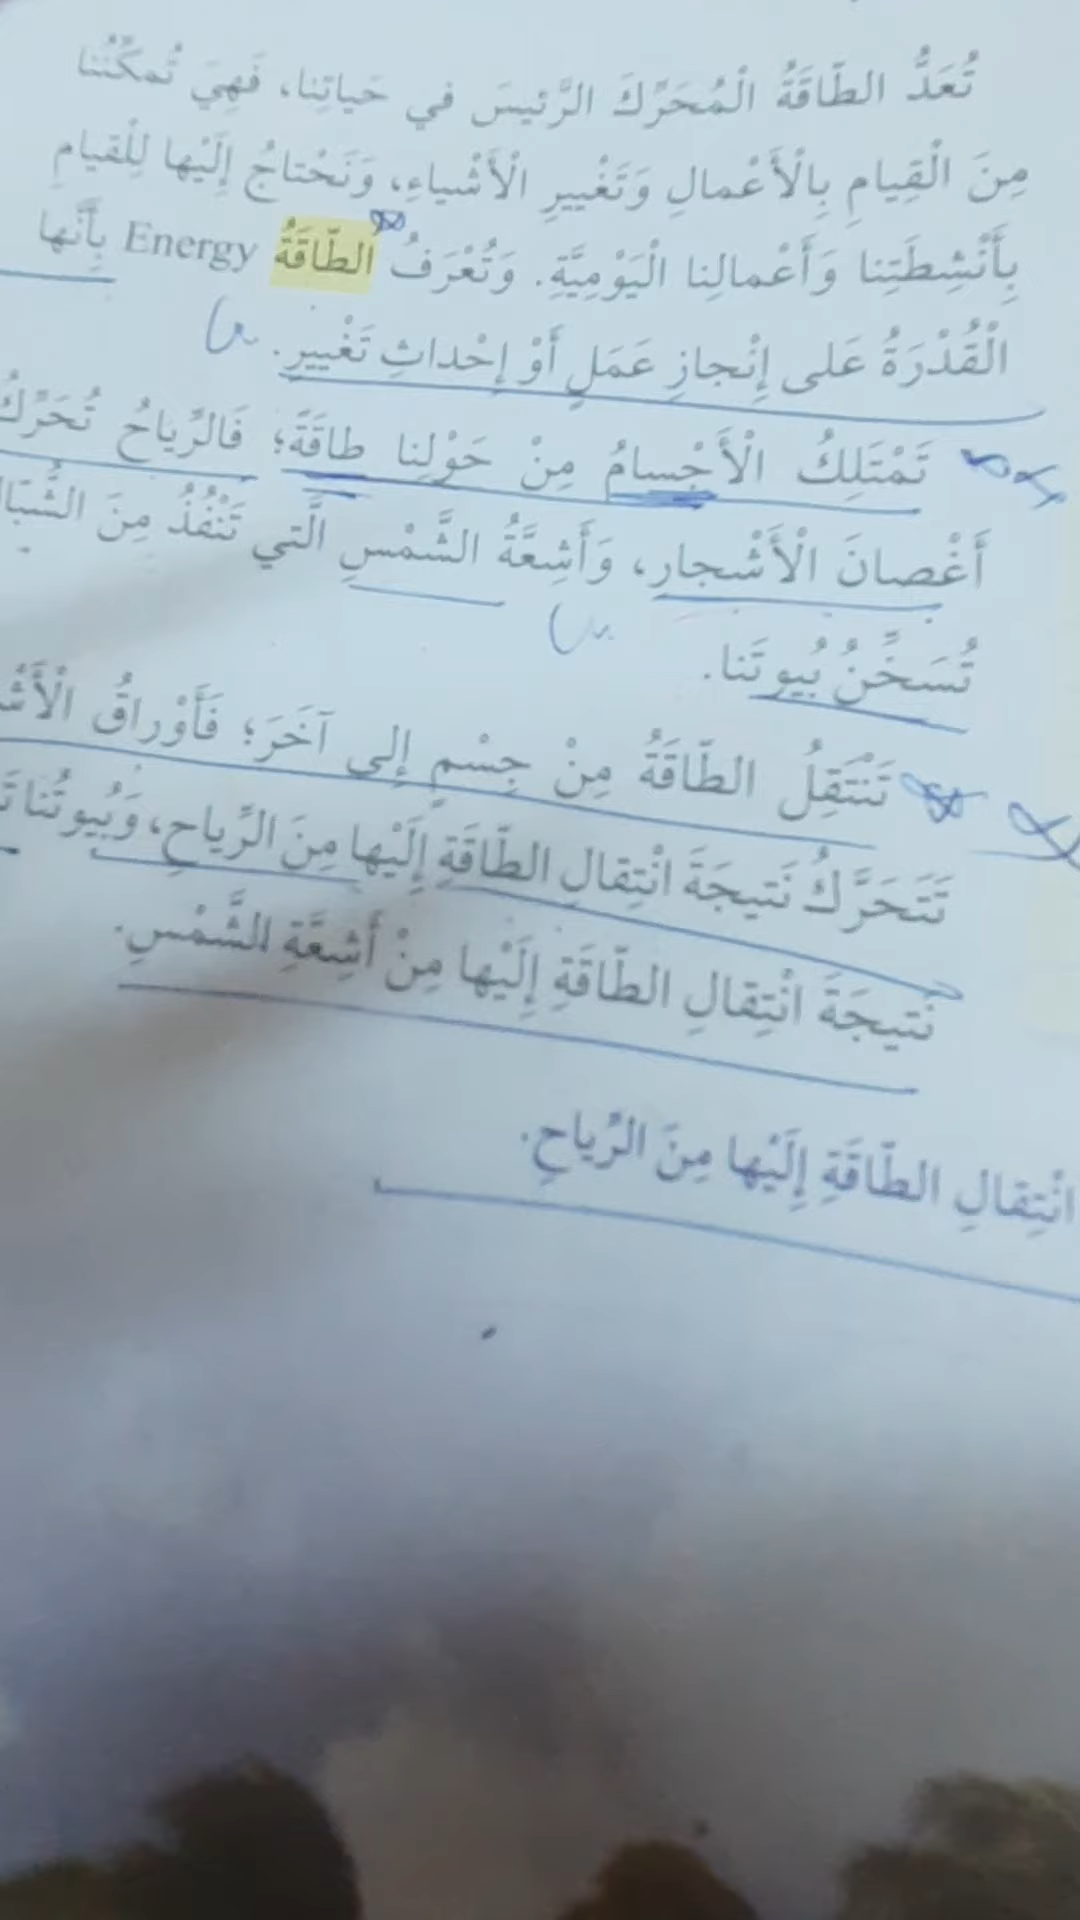 تُعَدُّ الطّاقَةُ الْمُحَرِّكَ الرَّئيسَ في حَياتِنا، فَهِيَ تُمَكِّنُنا
مِنَ الْقِيامِ بِالْأَعْمالِ وَتَغْييرِ الْأَشْياءِ، وَنَحْتاجُ إِلَيْها لِلْقيامِ
بِأَنْشِطَتِنا وَأَعْمالِنا الْيَوْمِيَّةِ. وَتُعْرَفُ الطّاقَةُ Energy بِأَنَّها
الْقُدْرَةُ عَلى إِنْجازِ عَمَلٍ أَوْ إِحْداثِ تَغْييرٍ.
تَمْتَلِكُ الْأَجْسامُ مِنْ حَوْلِنا طاقَةً؛ فَالرِّياحُ تُحَرِّكُ
أَغْصانَ الْأَشْجارِ، وَأَشِعَّةُ الشَّمْسِ الَّتي تَنْفُذُ مِنَ
تُسَخِّنُ بُيوتَنا.
تَنْتَقِلُ الطّاقَةُ مِنْ جِسْمٍ إِلى آخَرَ؛ فَأَوْراقُ
تَتَحَرَّكُ نَتيجَةَ انْتِقالِ الطّاقَةِ إِلَيْها مِنَ الرِّياحِ، وَبُيوتُنا
نَتيجَةَ انْتِقالِ الطّاقَةِ إِلَيْها مِنْ أَشِعَّةِ الشَّمْسِ.
انْتِقالِ الطّاقَةِ إِلَيْها مِنَ الرِّياحِ.